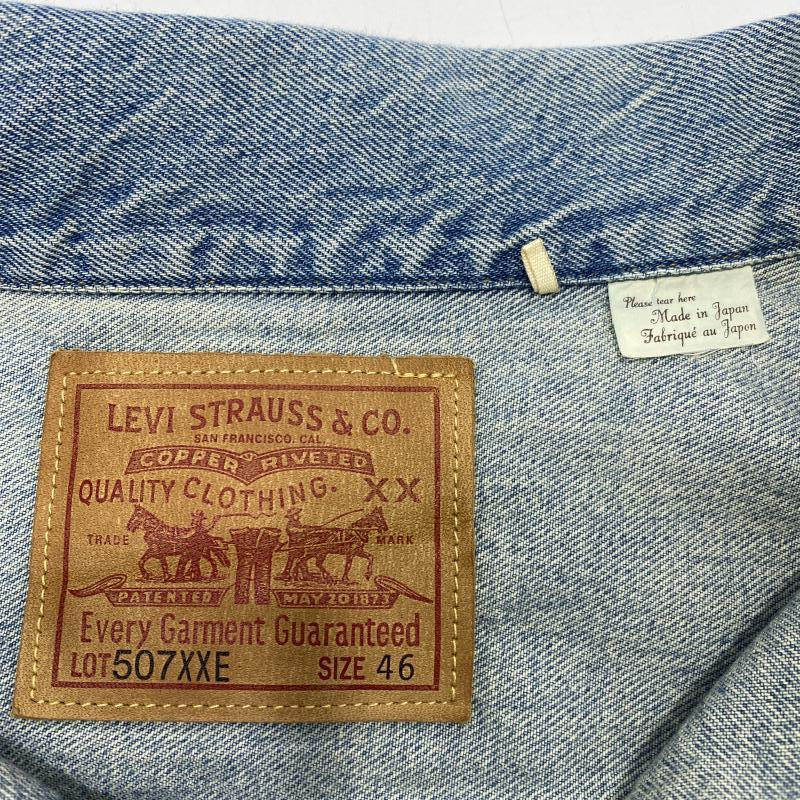 Please tear here
Made in Japan
Fabriqué au Japon
LEVI STRAUSS & CO.
SAN FRANCISCO. CAL.
COPPER RIVETED
QUALITY CLOTHING. XX
TRADE MARK
PATENTED MAY 20 1873
Every Garment Guaranteed
LOT 507XXE SIZE 46